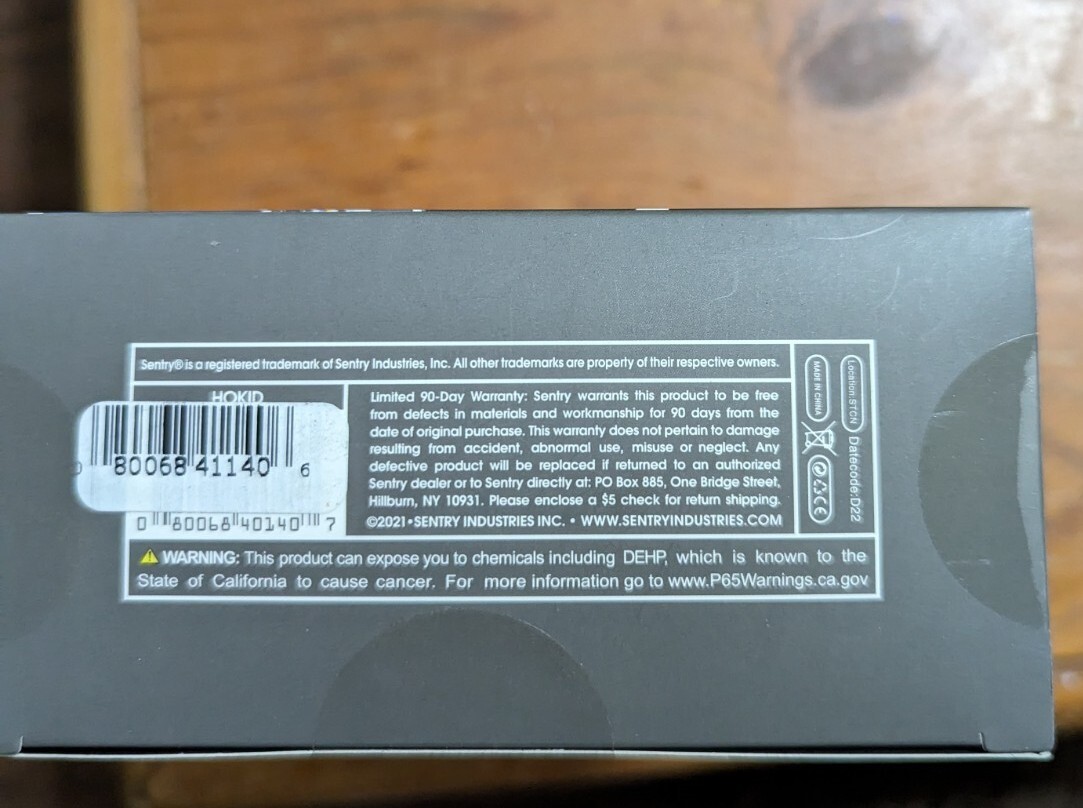 Sentry® is a registered trademark of Sentry Industries, Inc. All other trademarks are property of their respective owners.
HOKID
80068 41140 6
0 80068 40140 7
Limited 90-Day Warranty: Sentry warrants this product to be free
from defects in materials and workmanship for 90 days from the
date of original purchase. This warranty does not pertain to damage
resulting from accident, abnormal use, misuse or neglect. Any
defective product will be replaced if returned to an authorized
Sentry dealer or to Sentry directly at: PO Box 885, One Bridge Street,
Hillburn, NY 10931. Please enclose a $5 check for return shipping.
©2021 • SENTRY INDUSTRIES INC. • WWW.SENTRYINDUSTRIES.COM
MADE IN CHINA
CE
Location:STCN
Datecode:D22
WARNING: This product can expose you to chemicals including DEHP, which is known to the
State of California to cause cancer. For more information go to www.P65Warnings.ca.gov